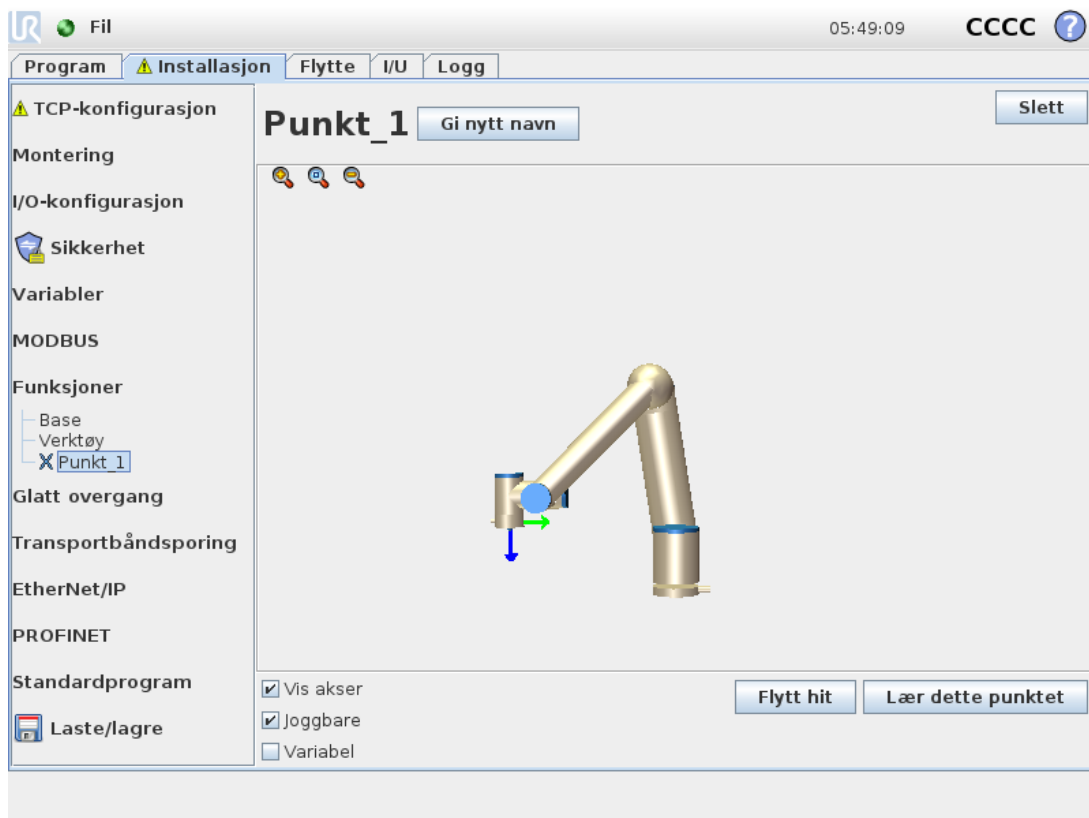 UR
Fil
05:49:09
CCCC
?
Program
Installasjon
Flytte
I/U
Logg
TCP-konfigurasjon
Montering
I/O-konfigurasjon
Sikkerhet
Variabler
MODBUS
Funksjoner
Base
Verktøy
Punkt_1
Glatt overgang
Transportbåndsporing
EtherNet/IP
PROFINET
Standardprogram
Laste/lagre
Punkt_1
Gi nytt navn
Slett
Vis akser
Joggbare
Variabel
Flytt hit
Lær dette punktet